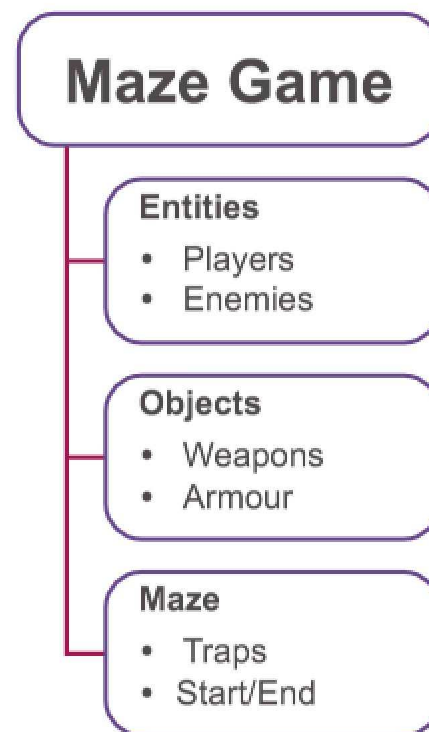 Maze Game
Entities
• Players
• Enemies
Objects
• Weapons
• Armour
Maze
• Traps
• Start/End